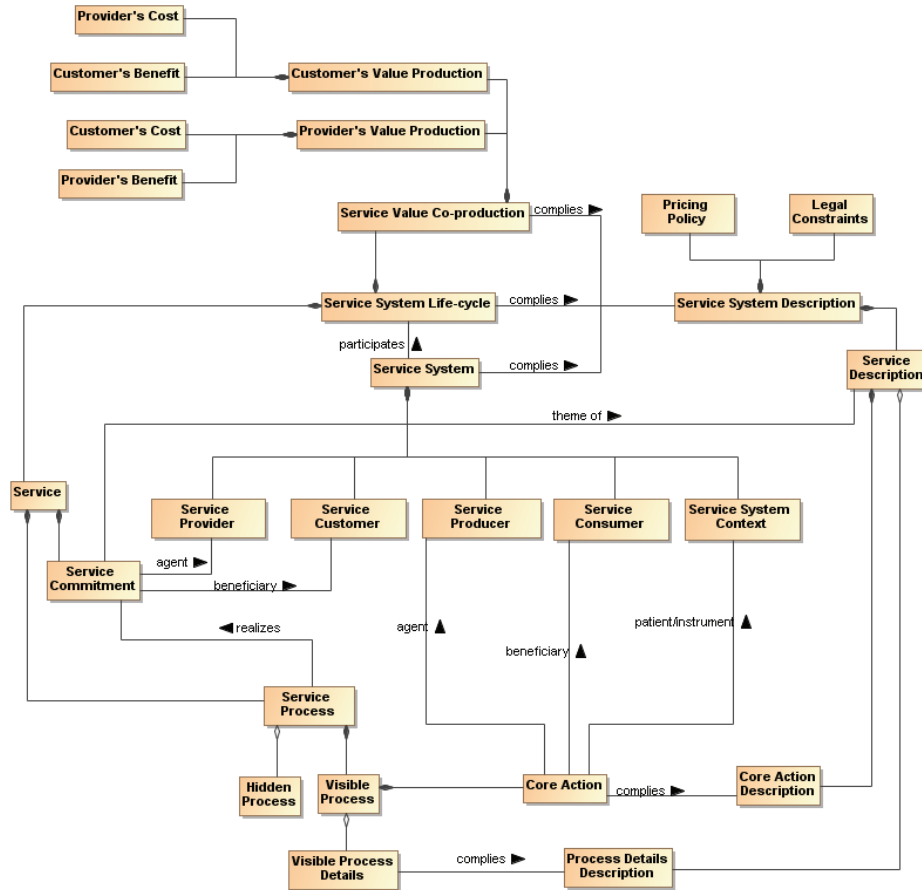 Provider's Cost
Customer's Benefit
Customer's Value Production
Customer's Cost
Provider's Value Production
Provider's Benefit
Service Value Co-production
complies
Pricing
Policy
Legal
Constraints
Service System Life-cycle
complies
Service System Description
participates
Service System
complies
Service
Description
theme of
Service
Service
Provider
Service
Customer
Service
Producer
Service
Consumer
Service System
Context
Service
Commitment
agent
beneficiary
realizes
agent
beneficiary
patient/instrument
Service
Process
Hidden
Process
Visible
Process
Core Action
complies
Core Action
Description
Visible Process
Details
complies
Process Details
Description